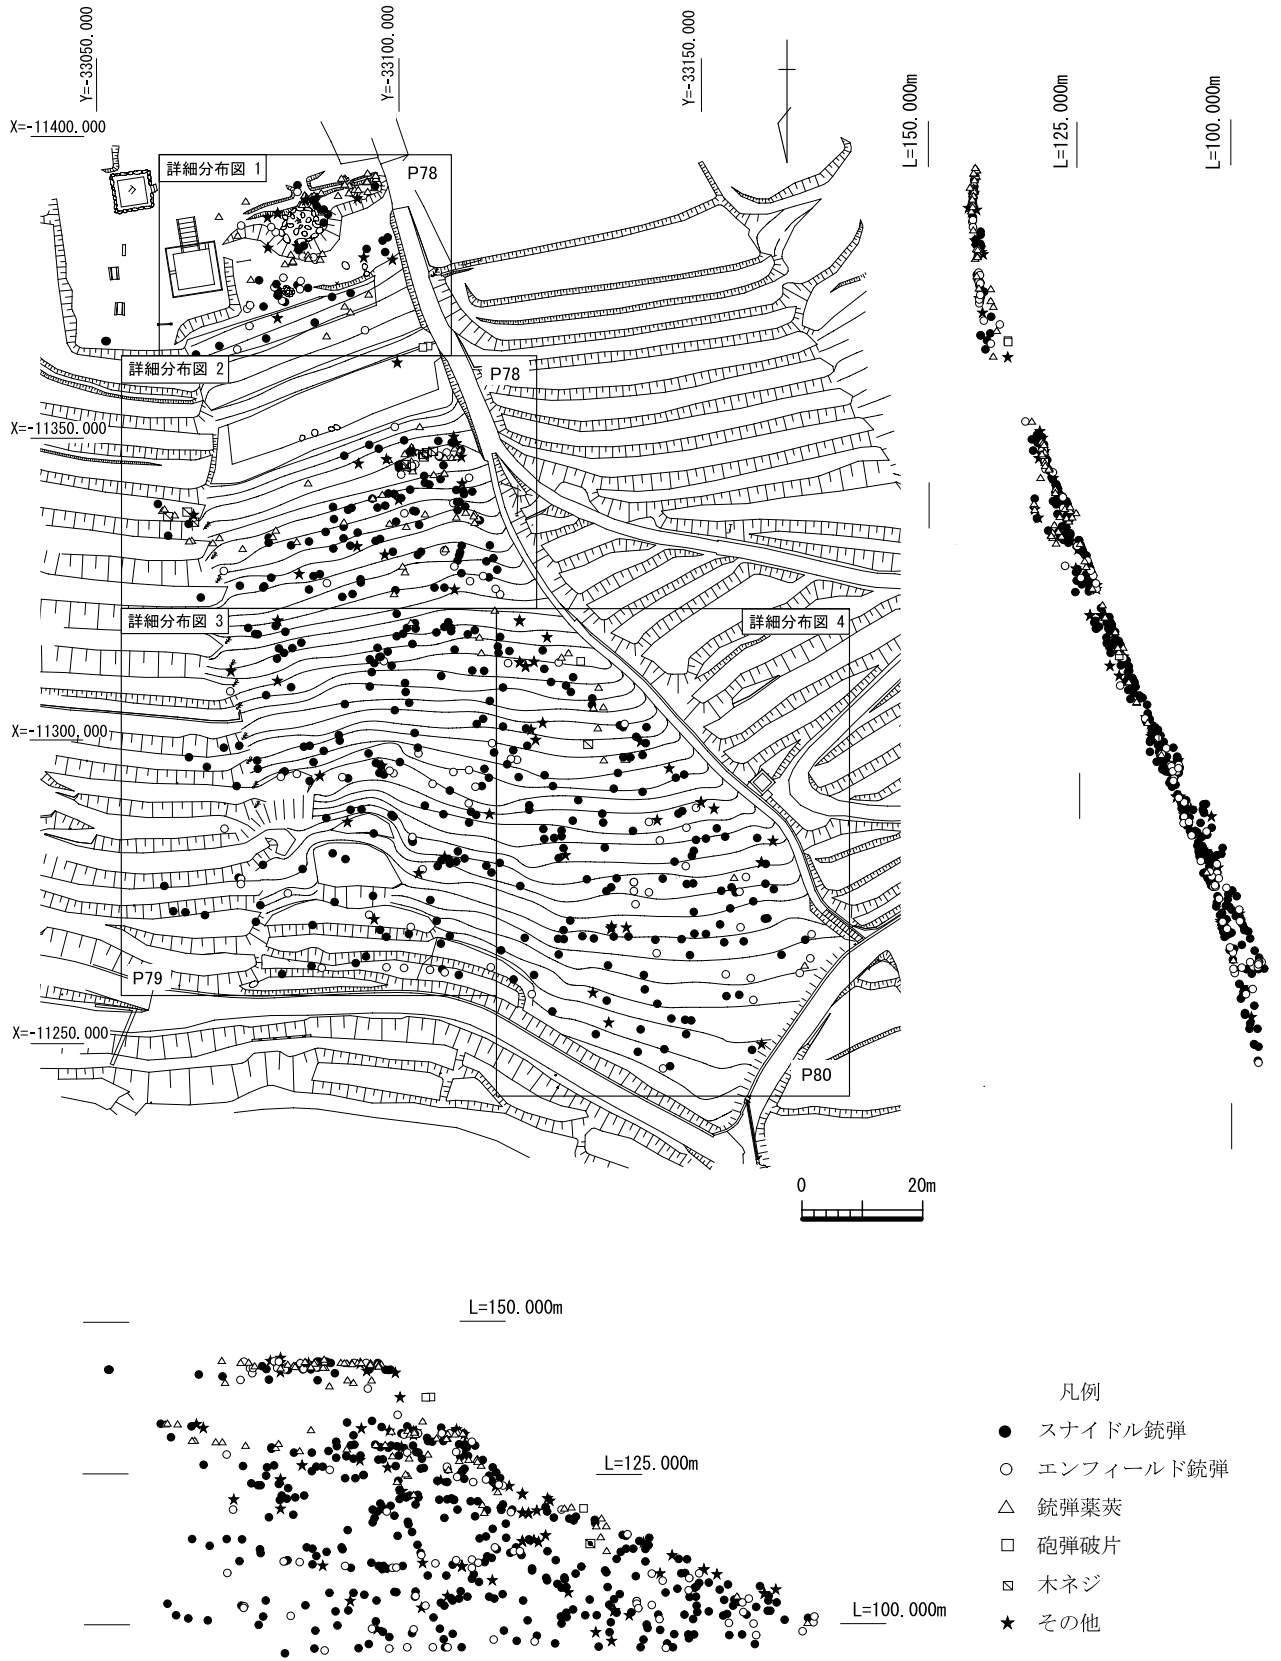 Y=-33050.000
Y=-33100.000
Y=-33150.000
L=150.000m
L=125.000m
L=100.000m
X=-11400.000
詳細分布図 1
P78
詳細分布図 2
P78
X=-11350.000
詳細分布図 3
詳細分布図 4
X=-11300.000
P79
X=-11250.000
P80
0 20m
L=150.000m
L=125.000m
L=100.000m
凡例
● スナイドル銃弾
○ エンフィールド銃弾
△ 銃弾薬莢
□ 砲弾破片
⧅ 木ネジ
★ その他